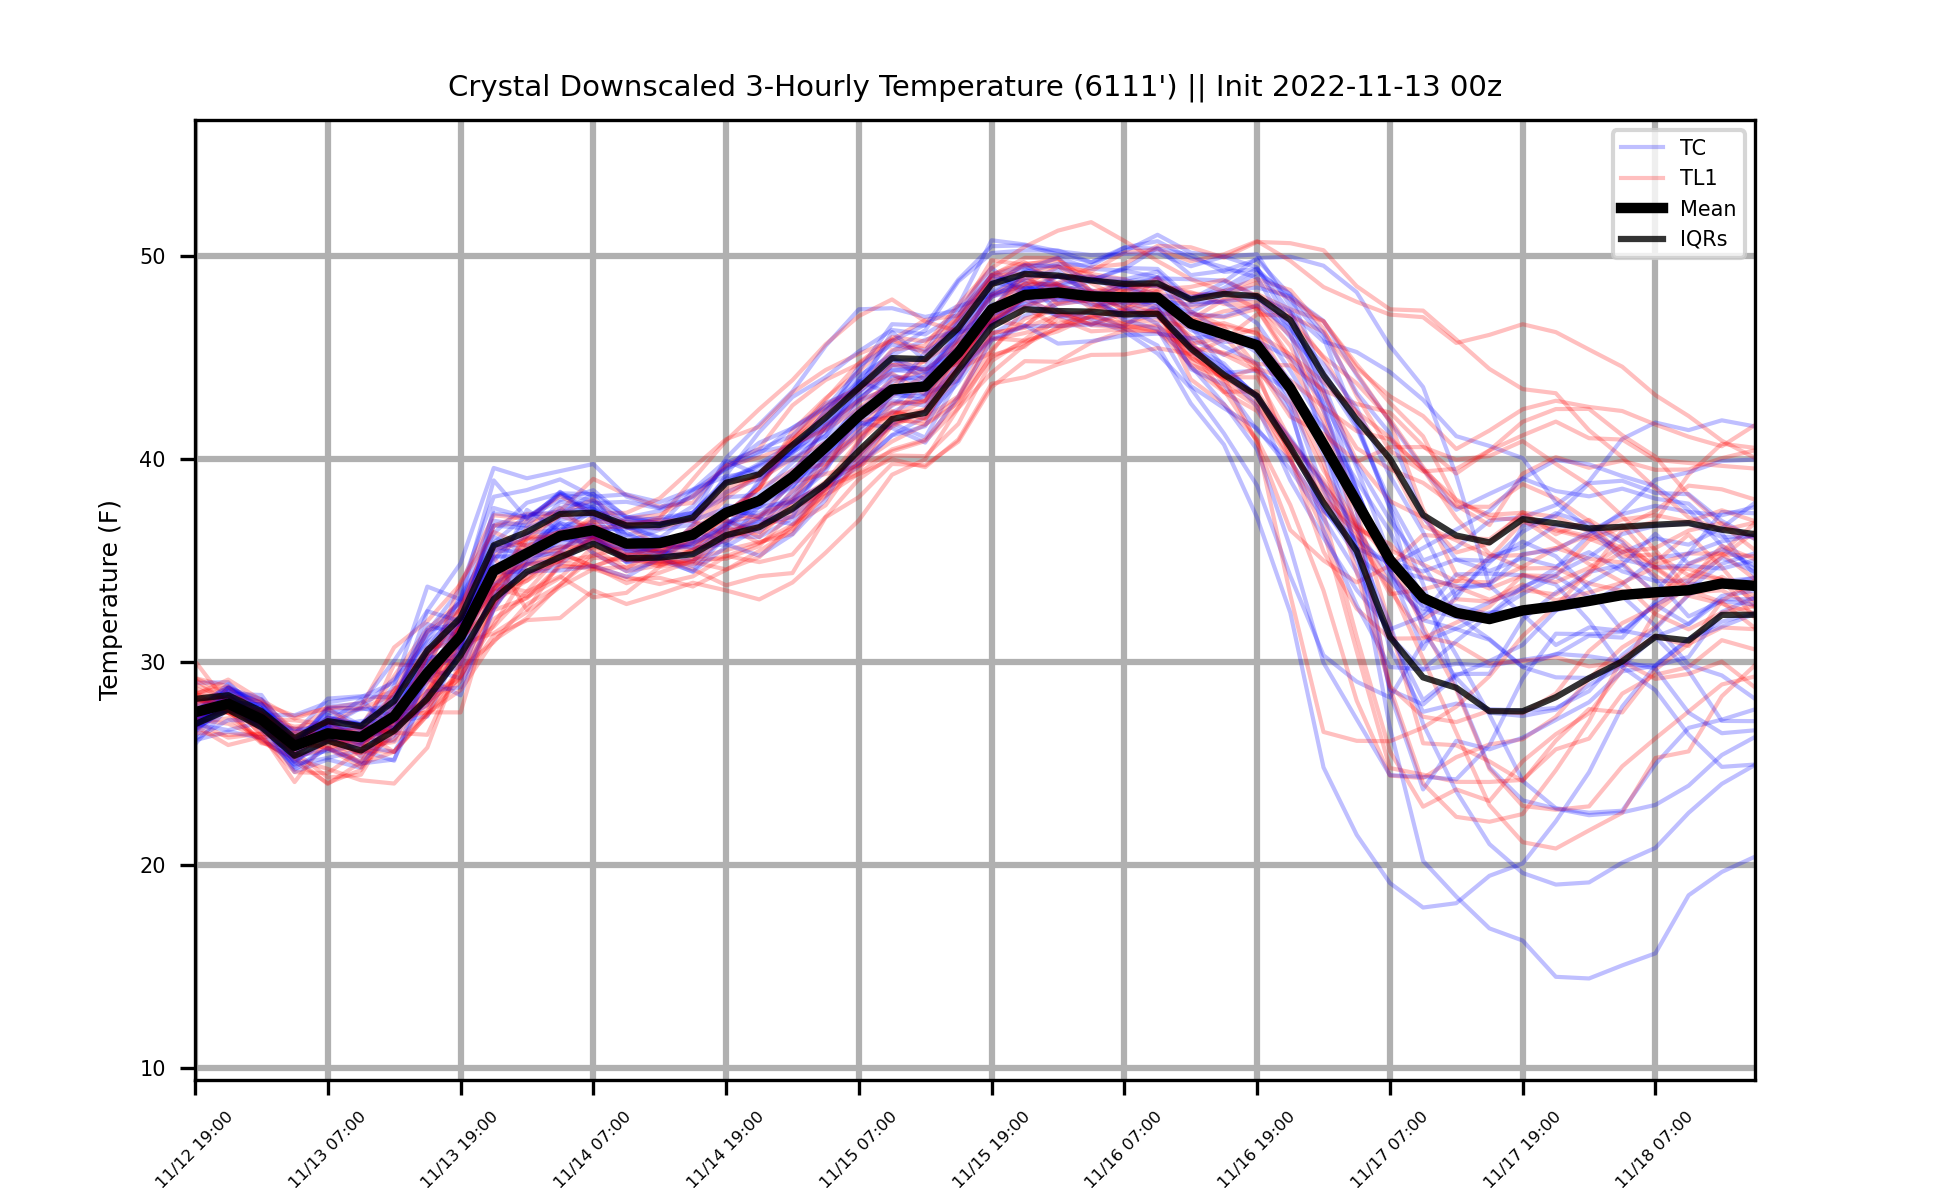 Crystal Downscaled 3-Hourly Temperature (6111') || Init 2022-11-13 00z
TC
TL1
Mean
IQRs
Temperature (F)
50
40
30
20
10
11/12 19:00
11/13 07:00
11/13 19:00
11/14 07:00
11/14 19:00
11/15 07:00
11/15 19:00
11/16 07:00
11/16 19:00
11/17 07:00
11/17 19:00
11/18 07:00